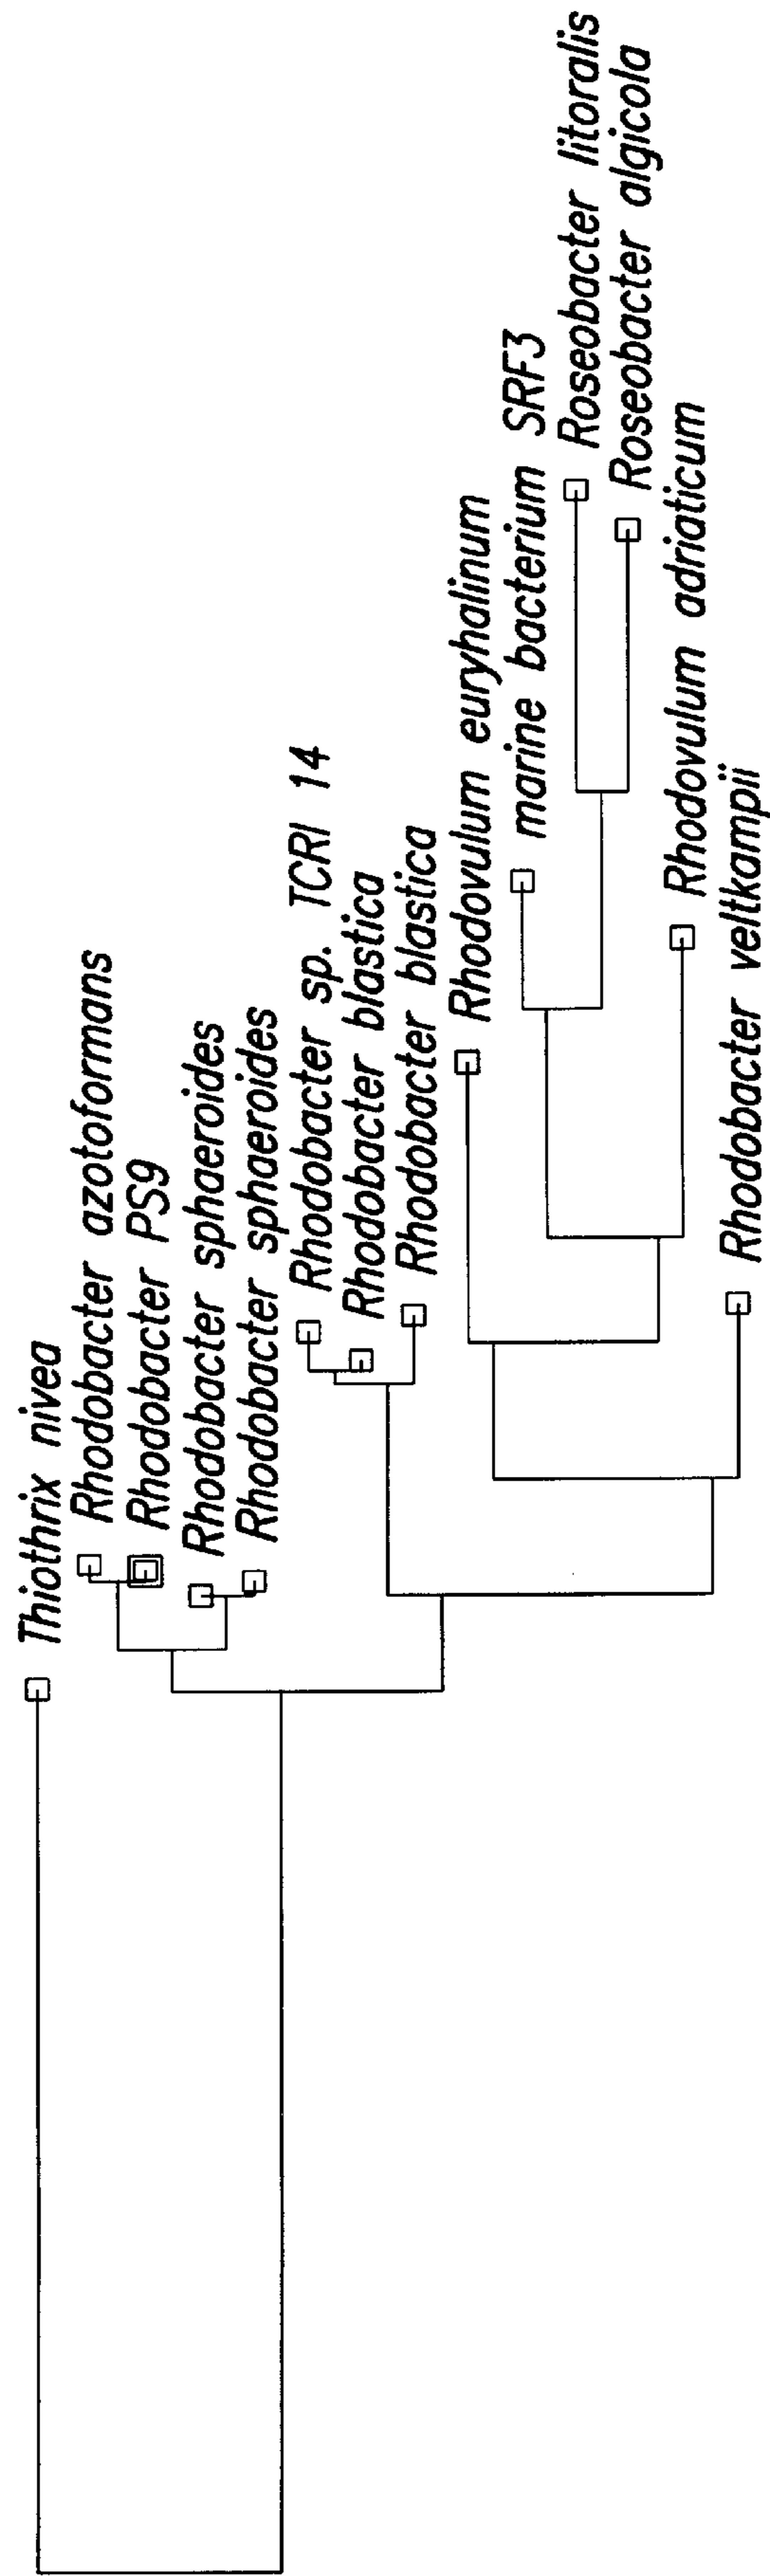 Thiothrix nivea
Rhodobacter azotoformans
Rhodobacter PS9
Rhodobacter sphaeroides
Rhodobacter sphaeroides
Rhodobacter sp. TCRI 14
Rhodobacter blastica
Rhodobacter blastica
Rhodovulum euryhalinum
marine bacterium SRF3
Roseobacter litoralis
Roseobacter algicola
Rhodovulum adriaticum
Rhodobacter veltkampii